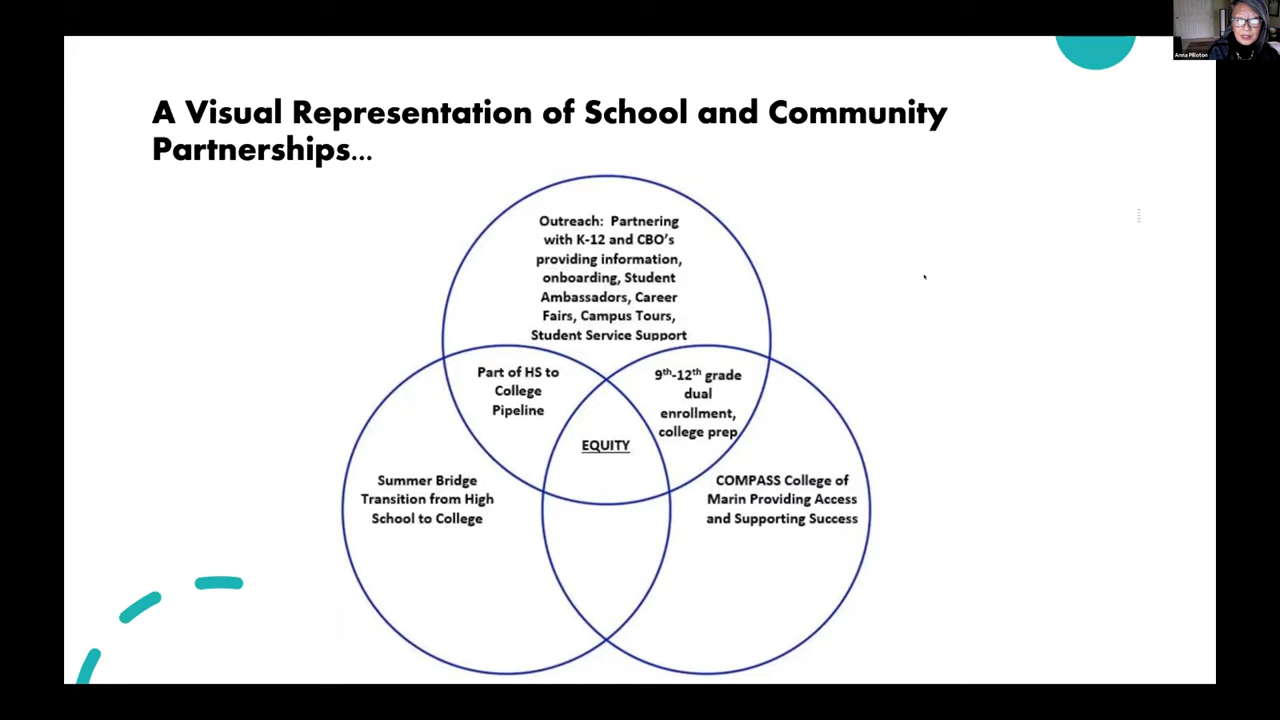 Anna Pilloton
A Visual Representation of School and Community
Partnerships...
Outreach:  Partnering
with K-12 and CBO's
providing information,
onboarding, Student
Ambassadors, Career
Fairs, Campus Tours,
Student Service Support
Part of HS to
College
Pipeline
9th-12th grade
dual
enrollment,
college prep
EQUITY
Summer Bridge
Transition from High
School to College
COMPASS College of
Marin Providing Access
and Supporting Success